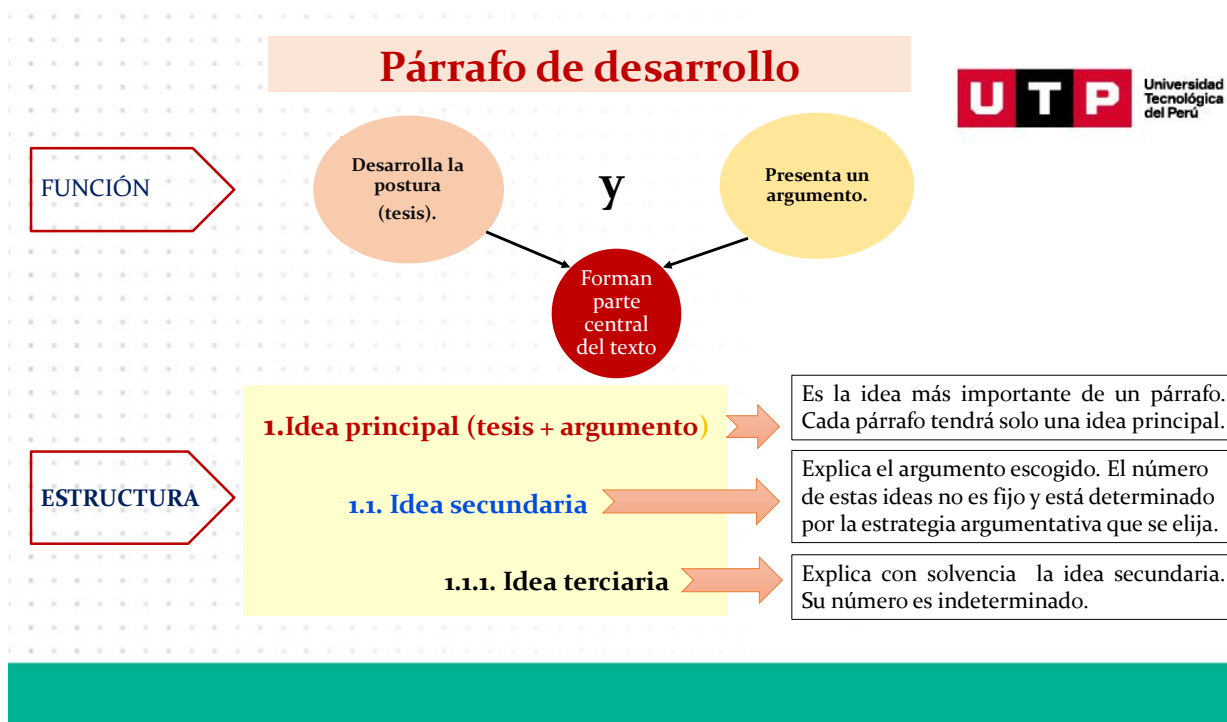 Párrafo de desarrollo
UTP
Universidad
Tecnológica
del Perú
FUNCIÓN
Desarrolla la
postura
(tesis).
y
Presenta un
argumento.
Forman
parte
central
del texto
ESTRUCTURA
1.Idea principal (tesis + argumento)
Es la idea más importante de un párrafo.
Cada párrafo tendrá solo una idea principal.
1.1. Idea secundaria
Explica el argumento escogido. El número
de estas ideas no es fijo y está determinado
por la estrategia argumentativa que se elija.
1.1.1. Idea terciaria
Explica con solvencia la idea secundaria.
Su número es indeterminado.